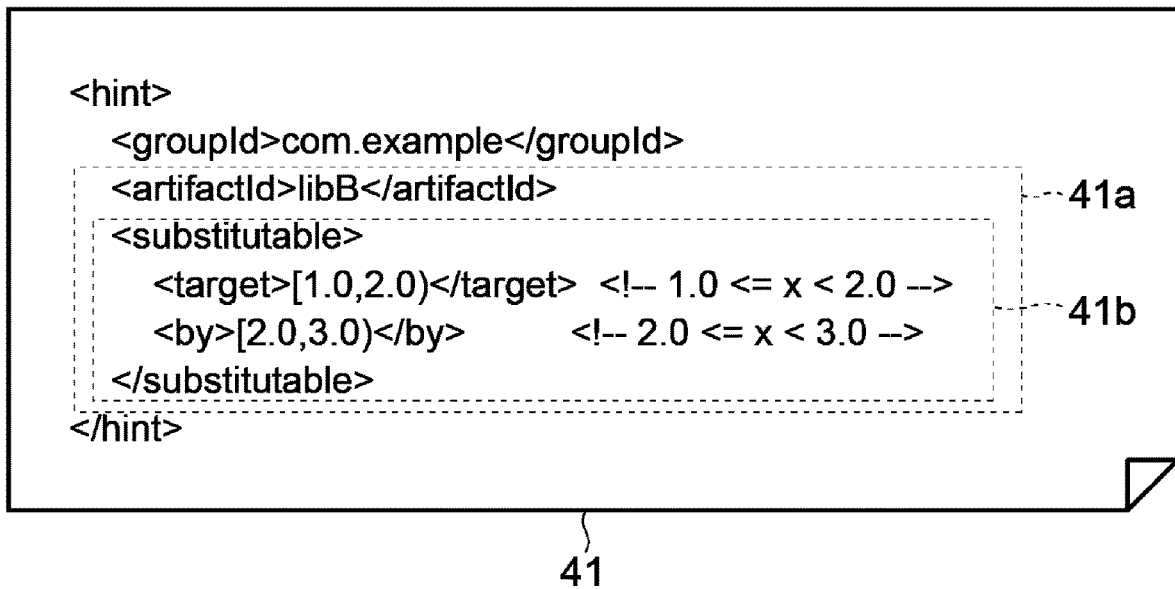 <hint>
<groupId>com.example</groupId>
<artifactId>libB</artifactId>
41a
<substitutable>
<target>[1.0,2.0)</target> <!-- 1.0 <= x < 2.0 -->
41b
<by>[2.0,3.0)</by> <!-- 2.0 <= x < 3.0 -->
</substitutable>
</hint>
41